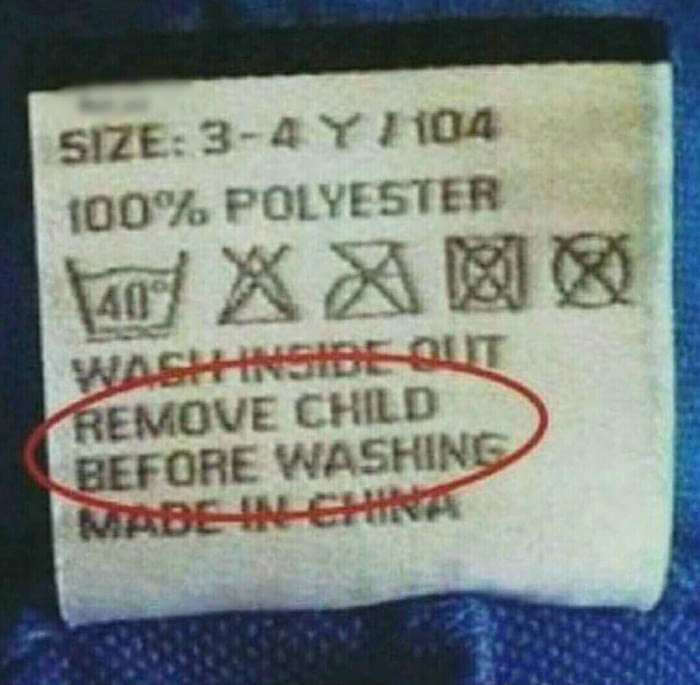 SIZE: 3-4 Y / 104
100% POLYESTER
40°
WASH INSIDE OUT
REMOVE CHILD
BEFORE WASHING
MADE IN CHINA